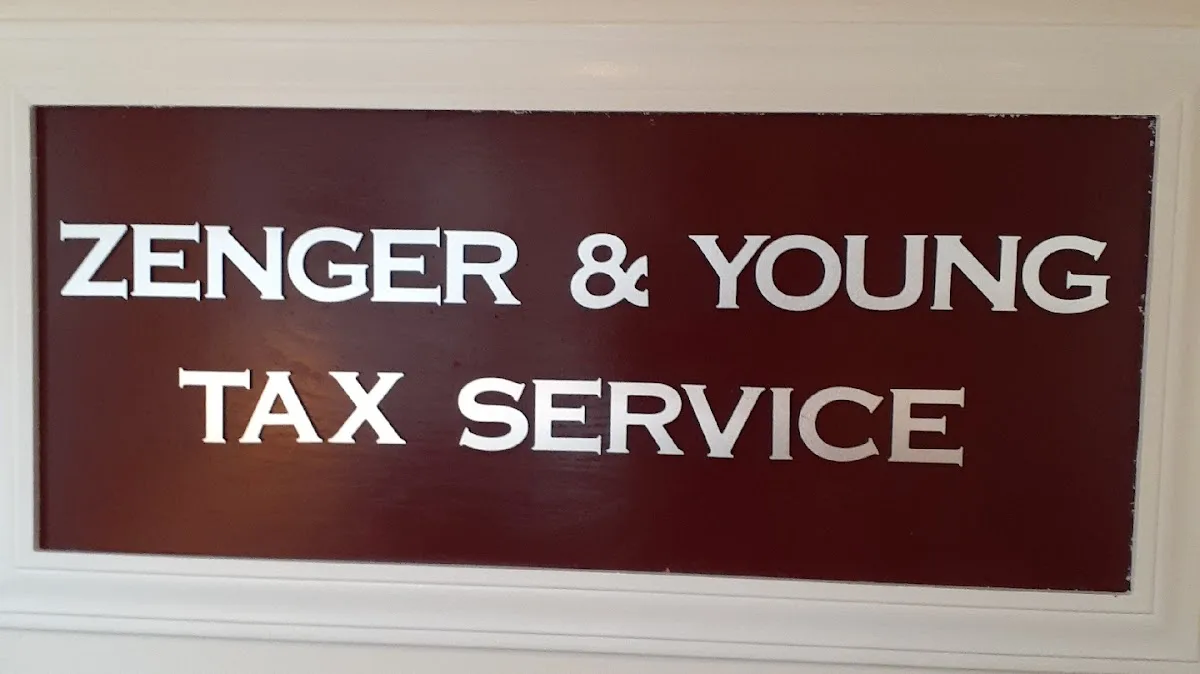 ZENGER & YOUNG
TAX SERVICE